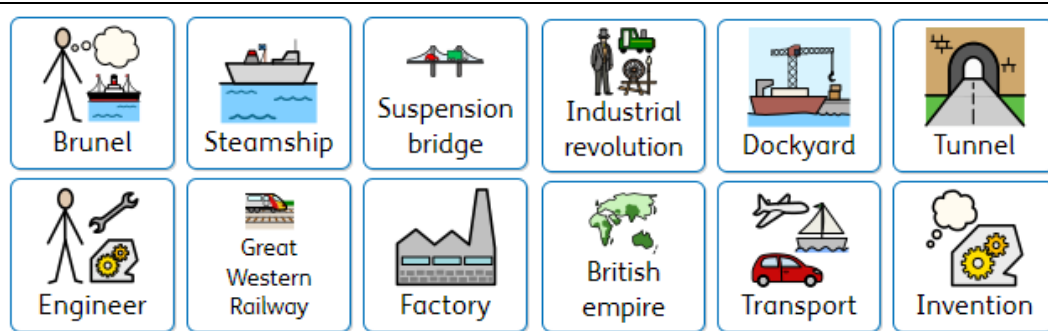 Brunel
Steamship
Suspension
bridge
Industrial
revolution
Dockyard
Tunnel
Engineer
Great
Western
Railway
Factory
British
empire
Transport
Invention